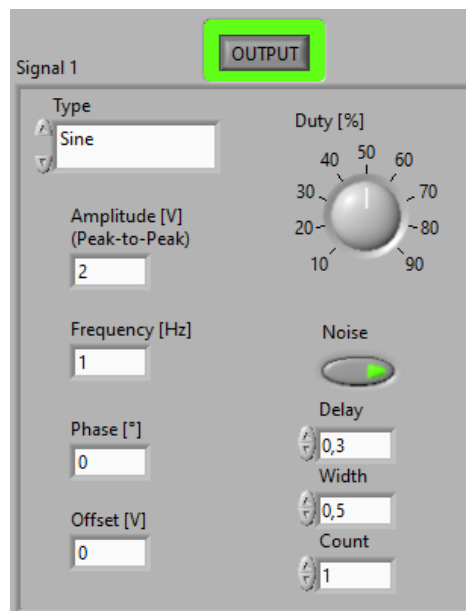 OUTPUT
Signal 1
Type
Sine
Amplitude [V]
(Peak-to-Peak)
2
Frequency [Hz]
1
Phase [°]
0
Offset [V]
0
Duty [%]
40 50 60
30 70
20 80
10 90
Noise
Delay
0,3
Width
0,5
Count
1